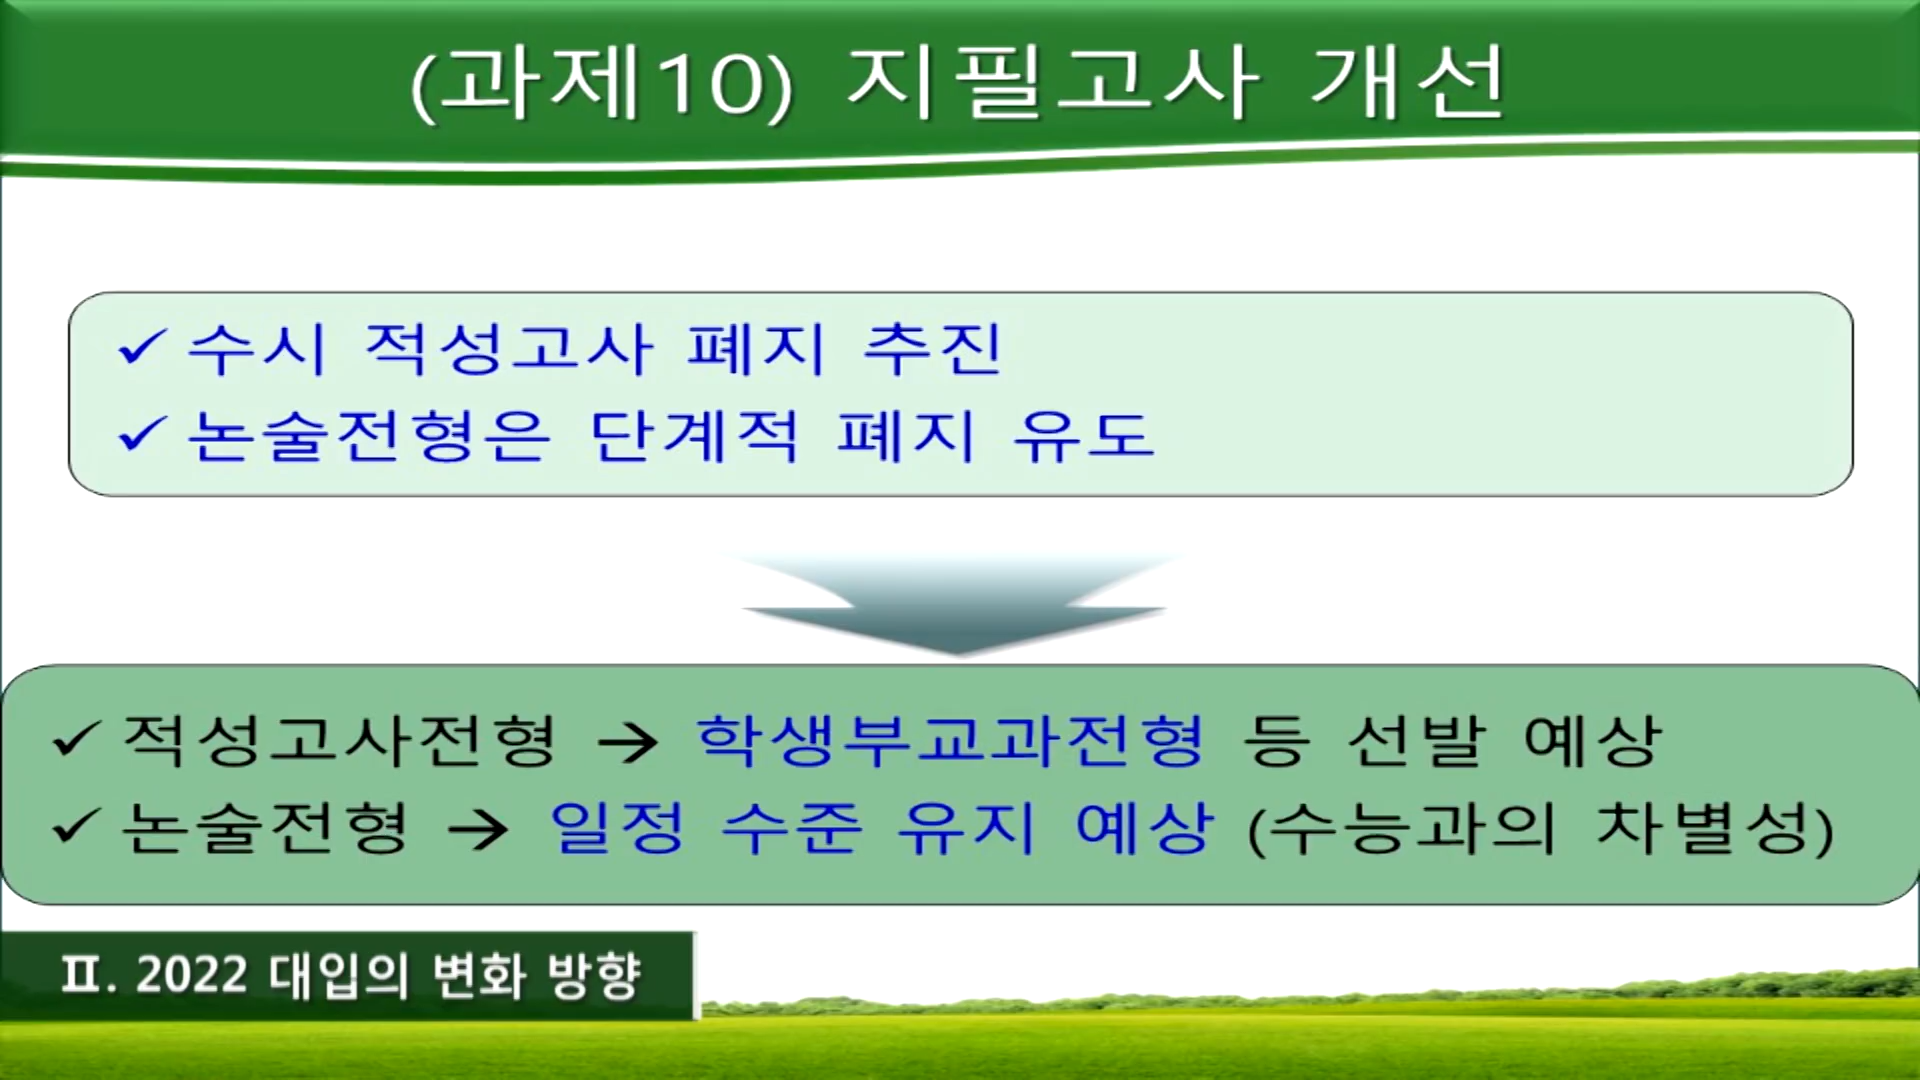 (과제10) 지필고사 개선
✓ 수시 적성고사 폐지 추진
✓ 논술전형은 단계적 폐지 유도
✓ 적성고사전형 → 학생부교과전형 등 선발 예상
✓ 논술전형 → 일정 수준 유지 예상 (수능과의 차별성)
Ⅱ. 2022 대입의 변화 방향